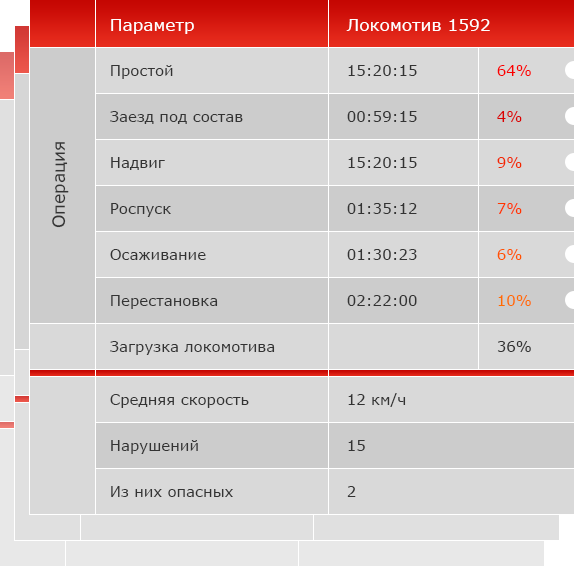 Параметр Локомотив 1592
Операция
Простой 15:20:15 64%
Заезд под состав 00:59:15 4%
Надвиг 15:20:15 9%
Роспуск 01:35:12 7%
Осаживание 01:30:23 6%
Перестановка 02:22:00 10%
Загрузка локомотива 36%
Средняя скорость 12 км/ч
Нарушений 15
Из них опасных 2